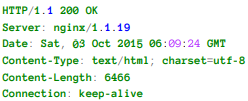 HTTP/1.1 200 OK
Server: nginx/1.1.19
Date: Sat, 03 Oct 2015 06:09:24 GMT
Content-Type: text/html; charset=utf-8
Content-Length: 6466
Connection: keep-alive